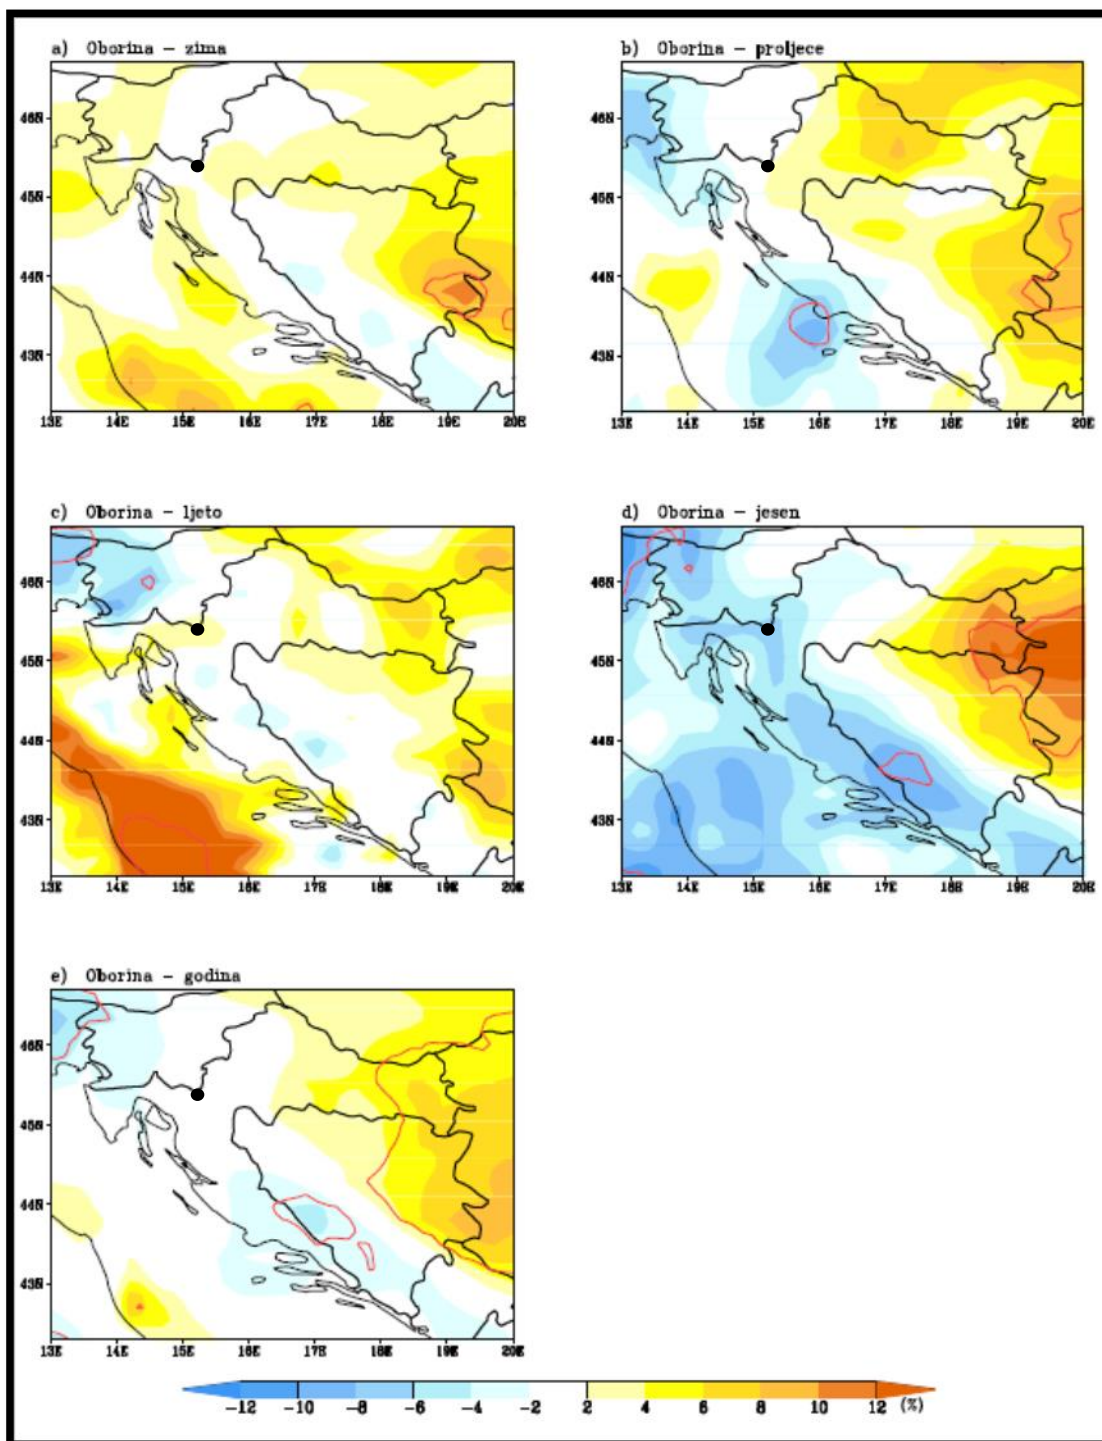 a) Oborina – zima
b) Oborina – proljece
46N
45N
44N
43N
13E 14E 15E 16E 17E 18E 19E 20E
46N
45N
44N
43N
13E 14E 15E 16E 17E 18E 19E 20E
c) Oborina – ljeto
d) Oborina – jesen
46N
45N
44N
43N
13E 14E 15E 16E 17E 18E 19E 20E
46N
45N
44N
43N
13E 14E 15E 16E 17E 18E 19E 20E
e) Oborina – godina
46N
45N
44N
43N
13E 14E 15E 16E 17E 18E 19E 20E
-12 -10 -8 -6 -4 -2 2 4 6 8 10 12 (%)